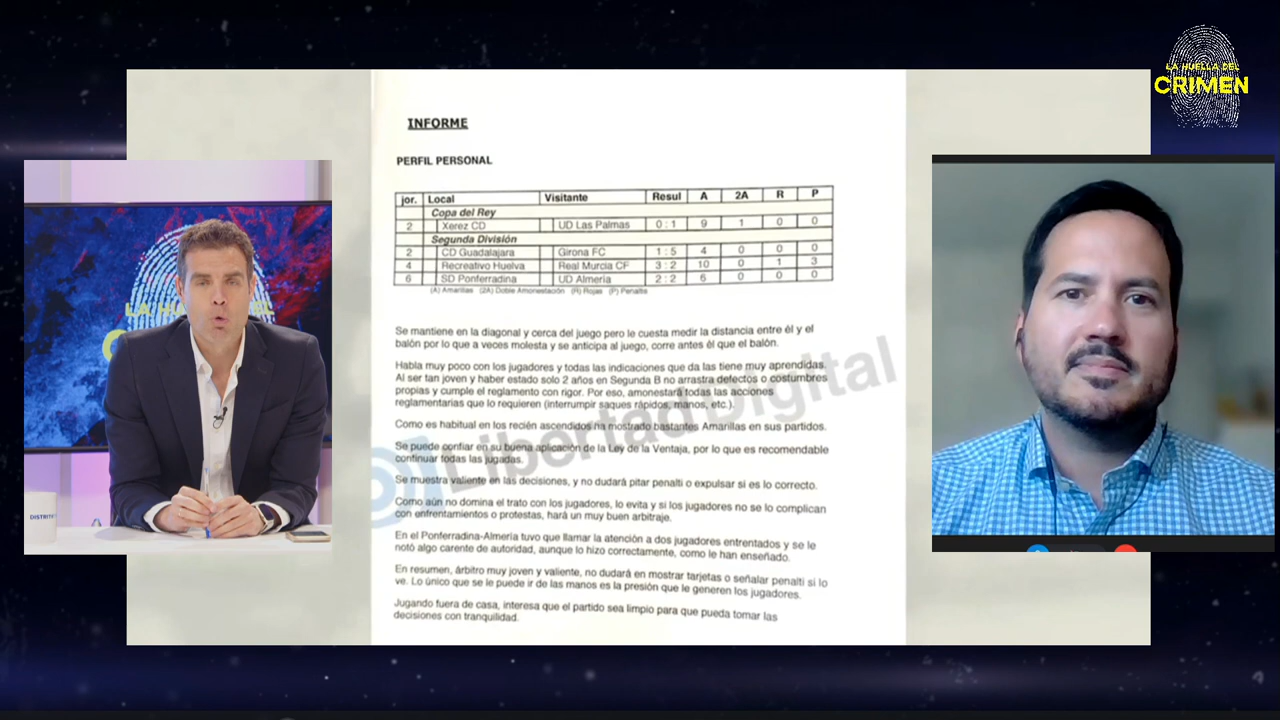 LA HUELLA DEL
CRIMEN
INFORME
PERFIL PERSONAL
jor. Local Visitante Resul A 2A R P
Copa del Rey
2 Xerez CD UD Las Palmas 0 : 1 9 1 0 0
Segunda División
2 CD Guadalajara Girona FC 1 : 5 4 0 0 0
4 Recreativo Huelva Real Murcia CF 3 : 2 10 0 1 3
6 SD Ponferradina UD Almeria 2 : 2 6 0 0 0
(A) Amarillas (2A) Doble Amonestación (R) Rojas (P) Penaltis
Se mantiene en la diagonal y cerca del juego pero le cuesta medir la distancia entre él y el
balón por lo que a veces molesta y se anticipa al juego, corre antes él que el balón.
Habla muy poco con los jugadores y todas las indicaciones que da las tiene muy aprendidas.
Al ser tan joven y haber estado solo 2 años en Segunda B no arrastra defectos o costumbres
propias y cumple el reglamento con rigor. Por eso, amonestará todas las acciones
reglamentarias que lo requieren (interrumpir saques rápidos, manos, etc.).
Como es habitual en los recién ascendidos ha mostrado bastantes Amarillas en sus partidos.
Se puede confiar en su buena aplicación de la Ley de la Ventaja, por lo que es recomendable
continuar todas las jugadas.
Se muestra valiente en las decisiones, y no dudará pitar penalti o expulsar si es lo correcto.
Como aún no domina el trato con los jugadores, lo evita y si los jugadores no se lo complican
con enfrentamientos o protestas, hará un muy buen arbitraje.
En el Ponferradina-Almeria tuvo que llamar la atención a dos jugadores entrentados y se le
notó algo carente de autoridad, aunque lo hizo correctamente, como le han enseñado.
En resumen, árbitro muy joven y valiente, no dudará en mostrar tarjetas o señalar penalti si lo
ve. Lo único que se le puede ir de las manos es la presión que le generen los jugadores.
Jugando fuera de casa, interesa que el partido sea limpio para que pueda tomar las
decisiones con tranquilidad.
Libertad Digital
LA HUELLA DEL
DISTRITO